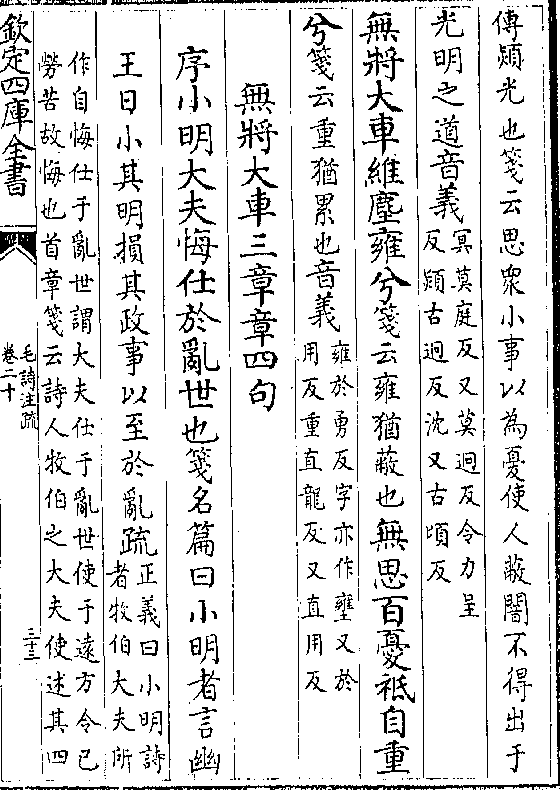 傳熲光也箋云思衆小事以為憂使人蔽闇不得出于
光明之道音義冥莫庭反又莫迥反令力呈
反熲古迥反沈又古頃反
無將大車維塵雍兮箋云雍猶蔽也無思百憂祗自重
兮箋云重猶累也音義雍於勇反字亦作壅又於
用反重直龍反又直用反
無將大車三章章四句
序小明大夫悔仕於亂世也箋名篇曰小明者言幽
王日小其明損其政事以至於亂疏正義曰小明詩
者牧伯大夫所
作自悔仕于亂世謂大夫仕于亂世使于遠方令已
勞苦故悔也首章箋云詩人牧伯之大夫使述其四
欽定四庫全書
毛詩注疏
卷二十
三十三